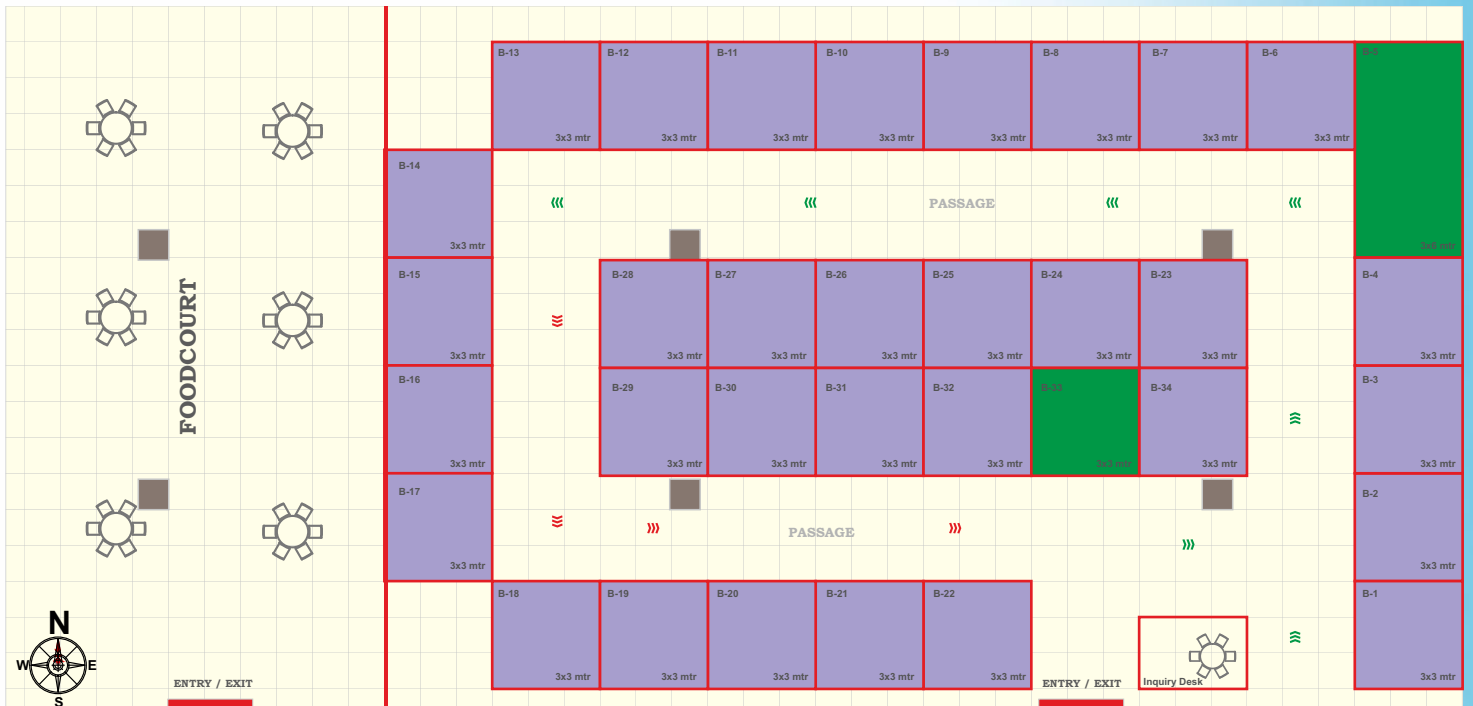 B-13
B-12
B-11
B-10
B-9
B-8
B-7
B-6
B-5
3x3 mtr
3x3 mtr
3x3 mtr
3x3 mtr
3x3 mtr
3x3 mtr
3x3 mtr
3x3 mtr
B-14
PASSAGE
3x3 mtr
3x6 mtr
B-15
B-28
B-27
B-26
B-25
B-24
B-23
B-4
FOODCOURT
3x3 mtr
3x3 mtr
3x3 mtr
3x3 mtr
3x3 mtr
3x3 mtr
3x3 mtr
3x3 mtr
B-16
B-29
B-30
B-31
B-32
B-33
B-34
B-3
3x3 mtr
3x3 mtr
3x3 mtr
3x3 mtr
3x3 mtr
3x3 mtr
3x3 mtr
3x3 mtr
B-17
B-2
PASSAGE
3x3 mtr
3x3 mtr
B-18
B-19
B-20
B-21
B-22
B-1
N
W
E
S
3x3 mtr
3x3 mtr
3x3 mtr
3x3 mtr
3x3 mtr
3x3 mtr
ENTRY / EXIT
ENTRY / EXIT
Inquiry Desk